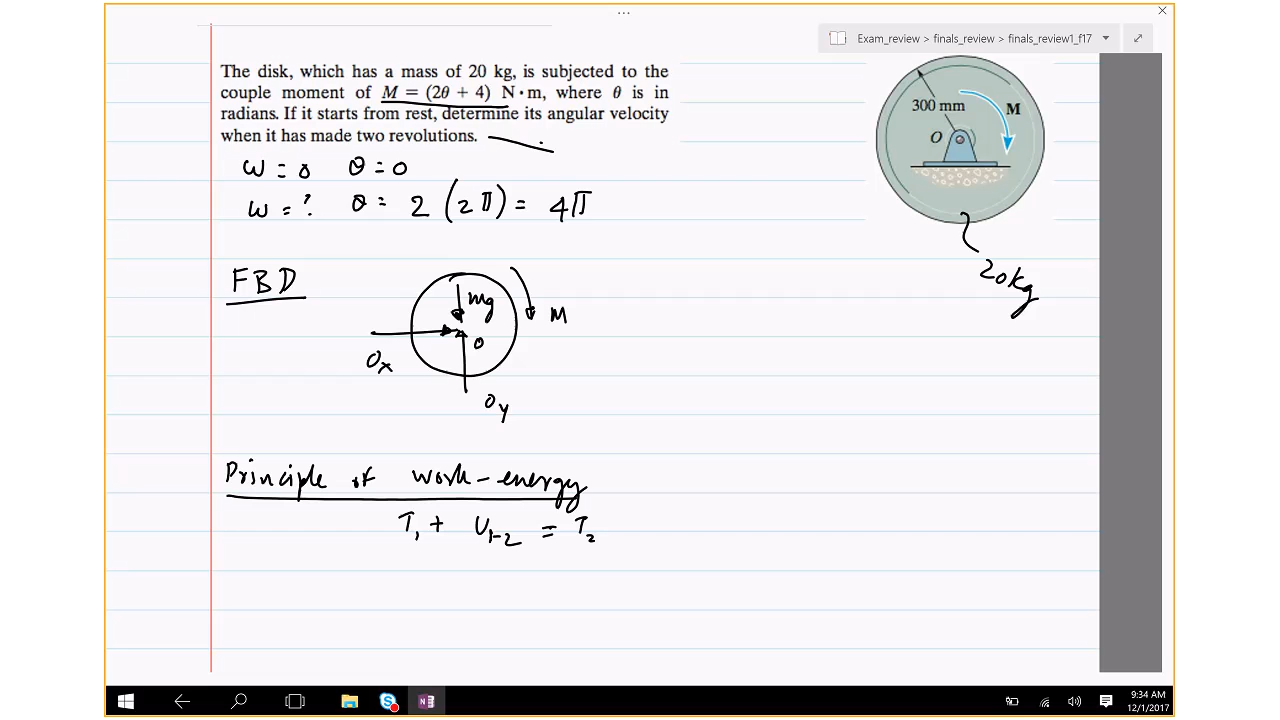 Exam_review > finals_review > finals_review1_f17
The disk, which has a mass of 20 kg, is subjected to the
couple moment of M = (2θ + 4) N·m, where θ is in
radians. If it starts from rest, determine its angular velocity
when it has made two revolutions.
300 mm
M
O
20kg
ω = 0 θ = 0
ω = ? θ = 2 (2π) = 4π
FBD
mg
M
O
Ox
Oy
Principle of work-energy
T₁ + U₁₋₂ = T₂
N
9:34 AM
12/1/2017